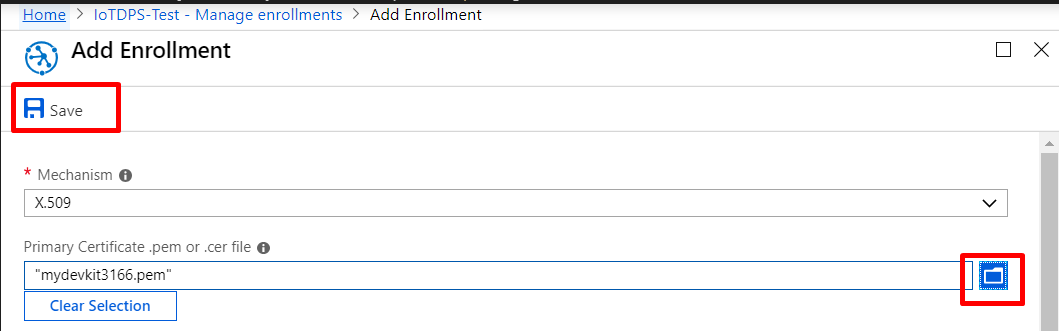 Home > IoTDPS-Test - Manage enrollments > Add Enrollment
Add Enrollment
Save
* Mechanism
X.509
Primary Certificate .pem or .cer file
"mydevkit3166.pem"
Clear Selection